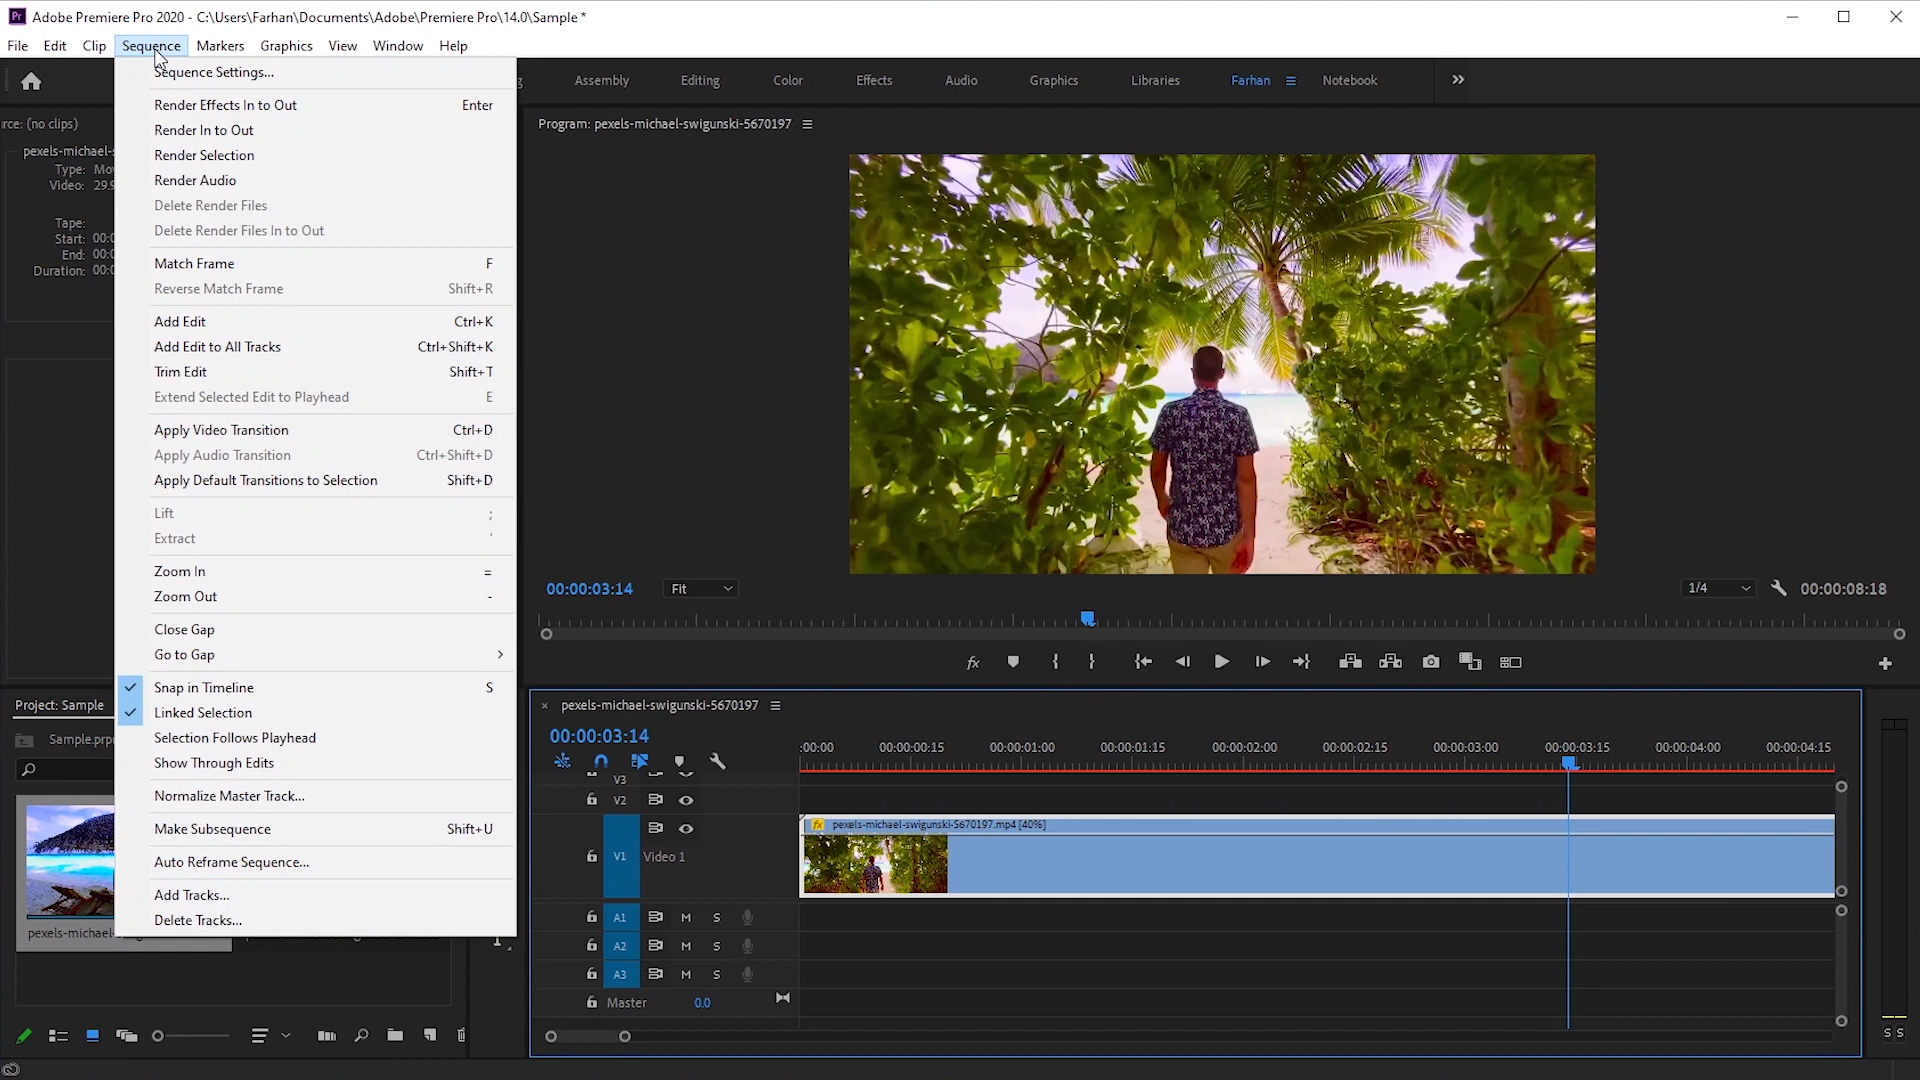 Pr Adobe Premiere Pro 2020 - C:\Users\Farhan\Documents\Adobe\Premiere Pro\14.0\Sample *
File Edit Clip Sequence Markers Graphics View Window Help
Assembly Editing Color Effects Audio Graphics Libraries Farhan Notebook
Sequence Settings...
Render Effects In to Out Enter
Render In to Out
Render Selection
Render Audio
Delete Render Files
Delete Render Files In to Out
Match Frame F
Reverse Match Frame Shift+R
Add Edit Ctrl+K
Add Edit to All Tracks Ctrl+Shift+K
Trim Edit Shift+T
Extend Selected Edit to Playhead E
Apply Video Transition Ctrl+D
Apply Audio Transition Ctrl+Shift+D
Apply Default Transitions to Selection Shift+D
Lift ;
Extract '
Zoom In =
Zoom Out -
Close Gap
Go to Gap
Snap in Timeline S
Linked Selection
Selection Follows Playhead
Show Through Edits
Normalize Master Track...
Make Subsequence Shift+U
Auto Reframe Sequence...
Add Tracks...
Delete Tracks...
rce: (no clips)
pexels-michael-s
Type: Mov
Video: 29.9
Tape:
Start: 00:0
End: 00:0
Duration: 00:0
Program: pexels-michael-swigunski-5670197
00:00:03:14 Fit 1/4 00:00:08:18
Project: Sample
Sample.prp
pexels-michael-
pexels-michael-swigunski-5670197
00:00:03:14
:00:00 00:00:00:15 00:00:01:00 00:00:01:15 00:00:02:00 00:00:02:15 00:00:03:00 00:00:03:15 00:00:04:00 00:00:04:15
V3
V2
fx pexels-michael-swigunski-5670197.mp4 [40%]
V1 Video 1
A1 M S
A2 M S
A3 M S
Master 0.0
S S
fx